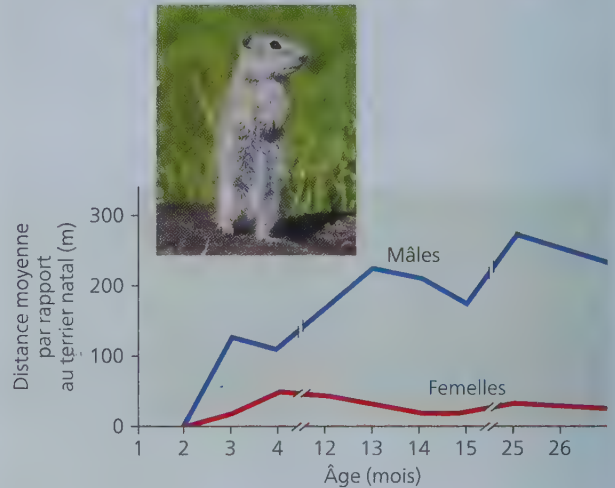 Distance moyenne
par rapport
au terrier natal (m)
300
200
100
0
Mâles
Femelles
1 2 3 4 12 13 14 15 25 26
Âge (mois)